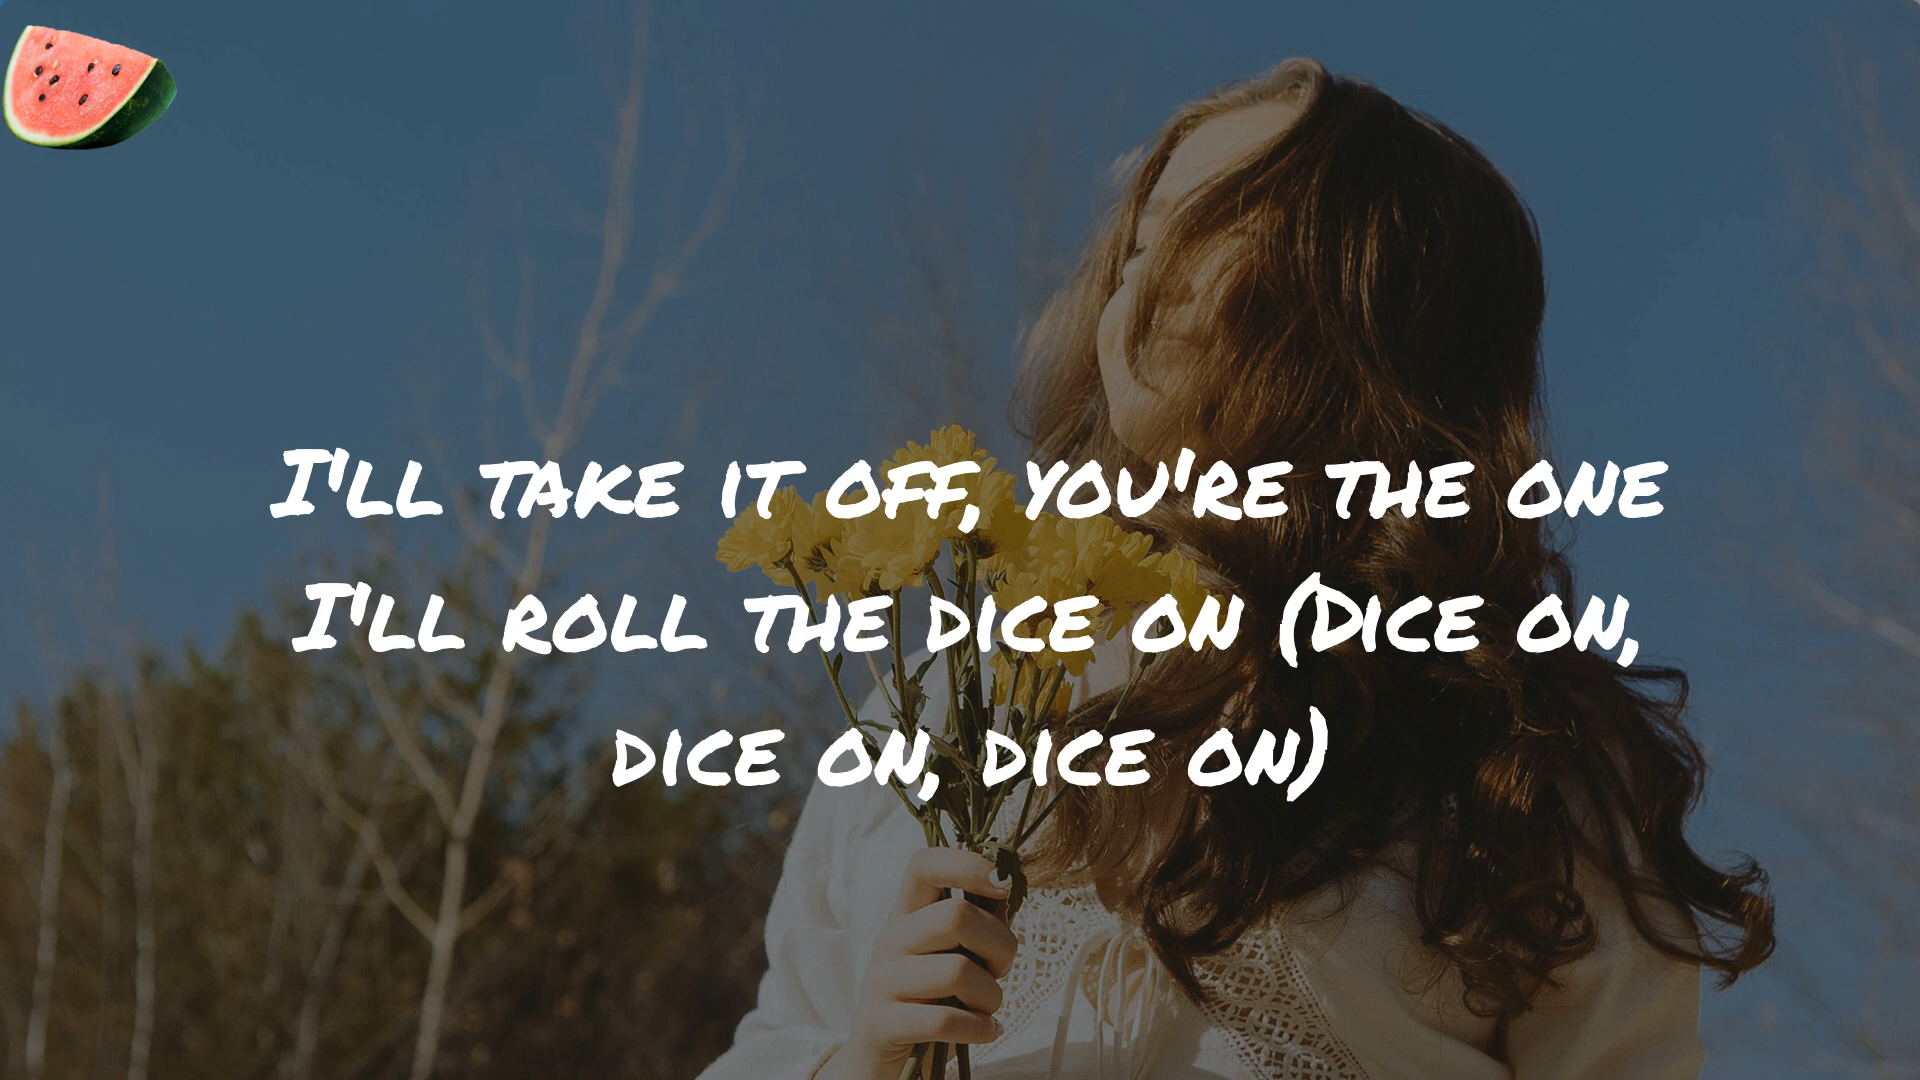 I'll take it off, you're the one
I'll roll the dice on (Dice on,
dice on, dice on)